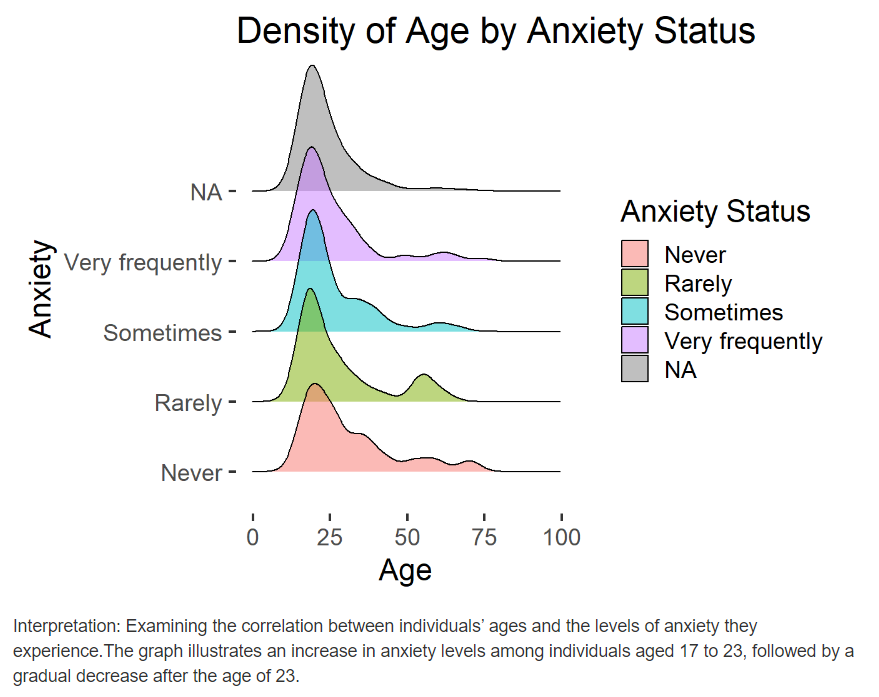 Density of Age by Anxiety Status
NA
Very frequently
Sometimes
Rarely
Never
Anxiety
0 25 50 75 100
Age
Anxiety Status
Never
Rarely
Sometimes
Very frequently
NA
Interpretation: Examining the correlation between individuals’ ages and the levels of anxiety they
experience.The graph illustrates an increase in anxiety levels among individuals aged 17 to 23, followed by a
gradual decrease after the age of 23.